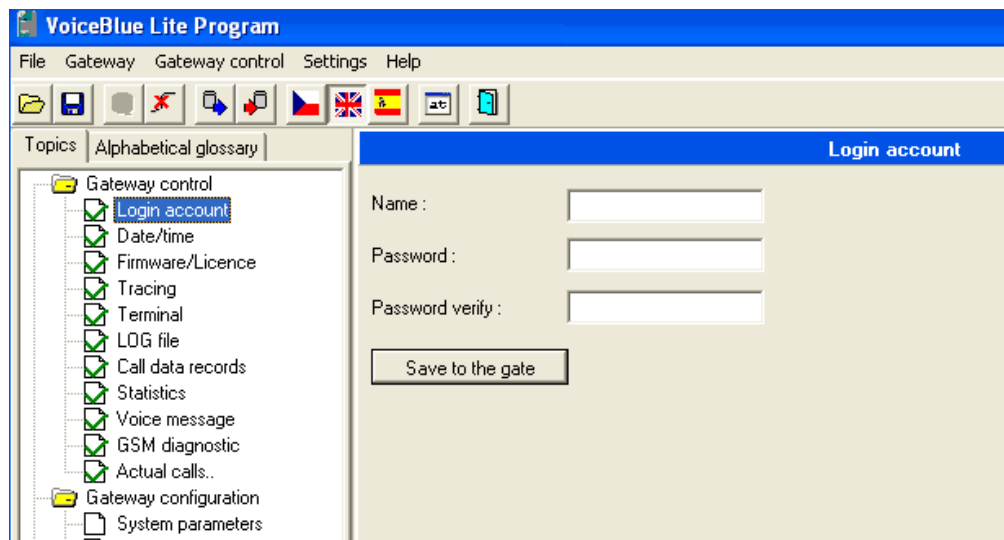 VoiceBlue Lite Program
File Gateway Gateway control Settings Help
at
Topics Alphabetical glossary
Login account
Gateway control
Login account
Date/time
Firmware/Licence
Tracing
Terminal
LOG file
Call data records
Statistics
Voice message
GSM diagnostic
Actual calls..
Gateway configuration
System parameters
Name :
Password :
Password verify :
Save to the gate